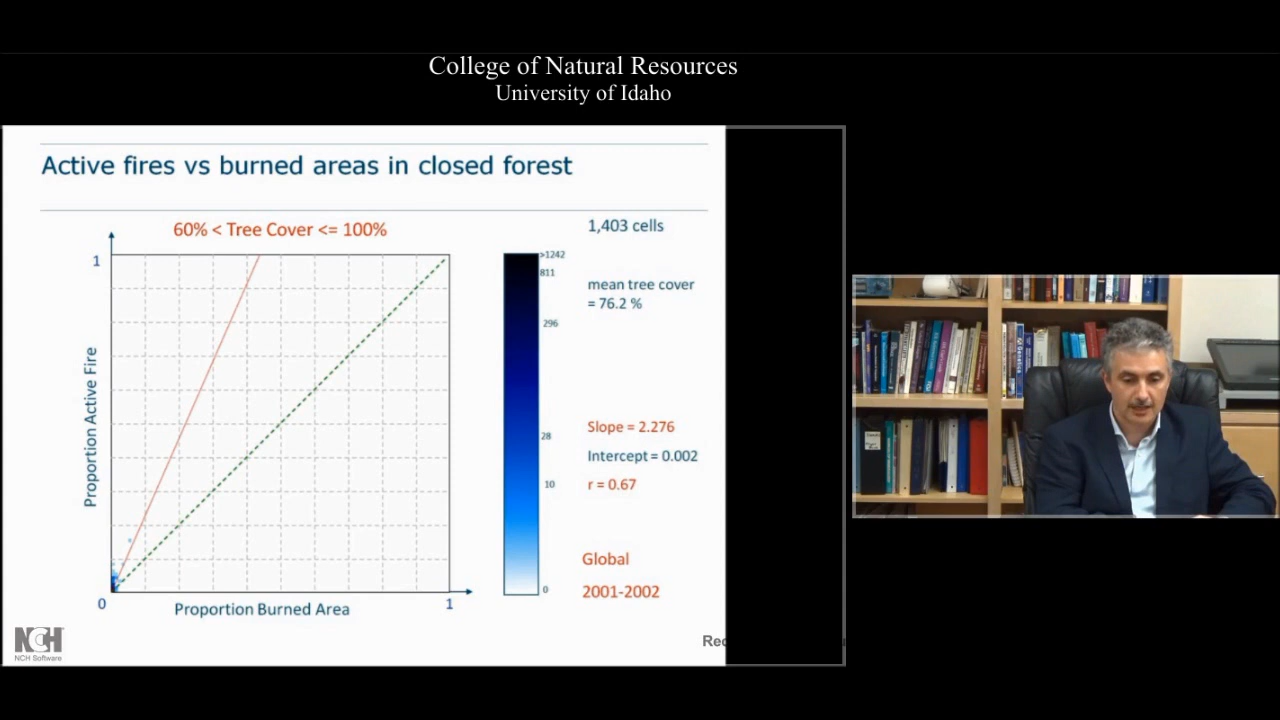 College of Natural Resources
University of Idaho
Active fires vs burned areas in closed forest
60% < Tree Cover <= 100%
1,403 cells
1
>1242
811
mean tree cover
= 76.2 %
296
Proportion Active Fire
Slope = 2.276
28
Intercept = 0.002
10
r = 0.67
Global
0
2001-2002
0
Proportion Burned Area
1
NCH
NCH Software